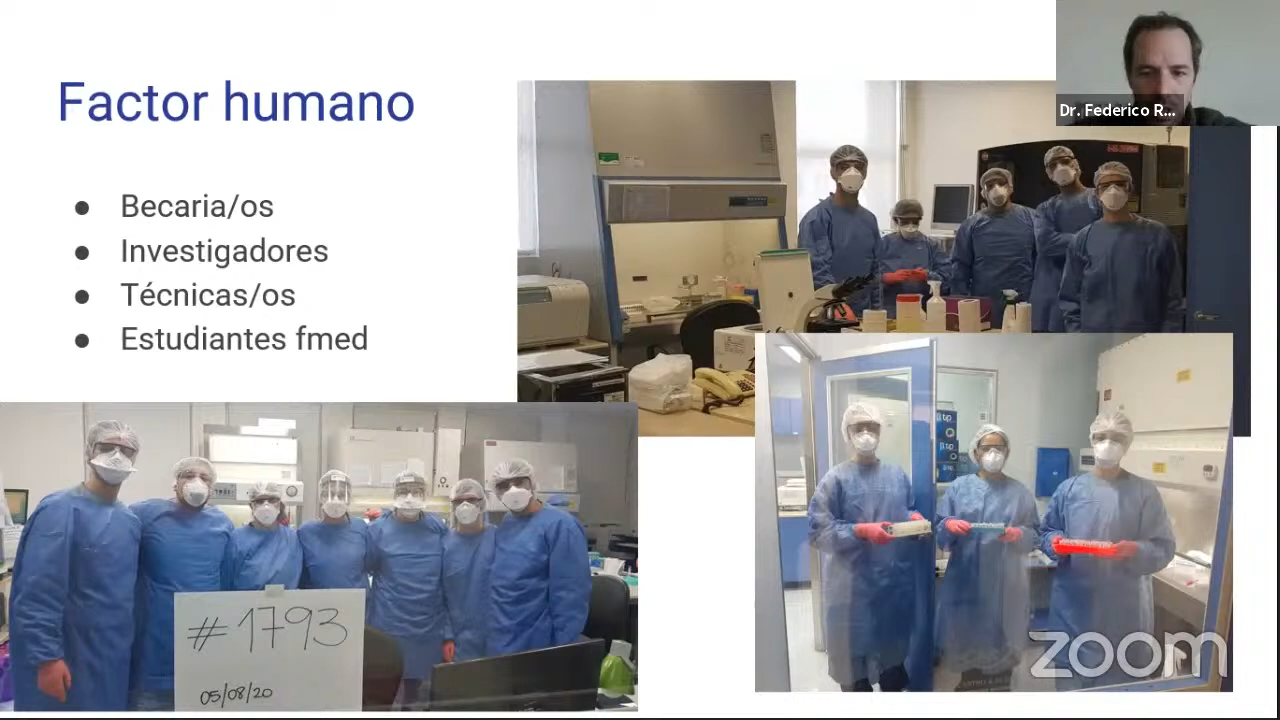 Factor humano
Becaria/os
Investigadores
Técnicas/os
Estudiantes fmed
Dr. Federico R...
#1793
05/08/20
zoom